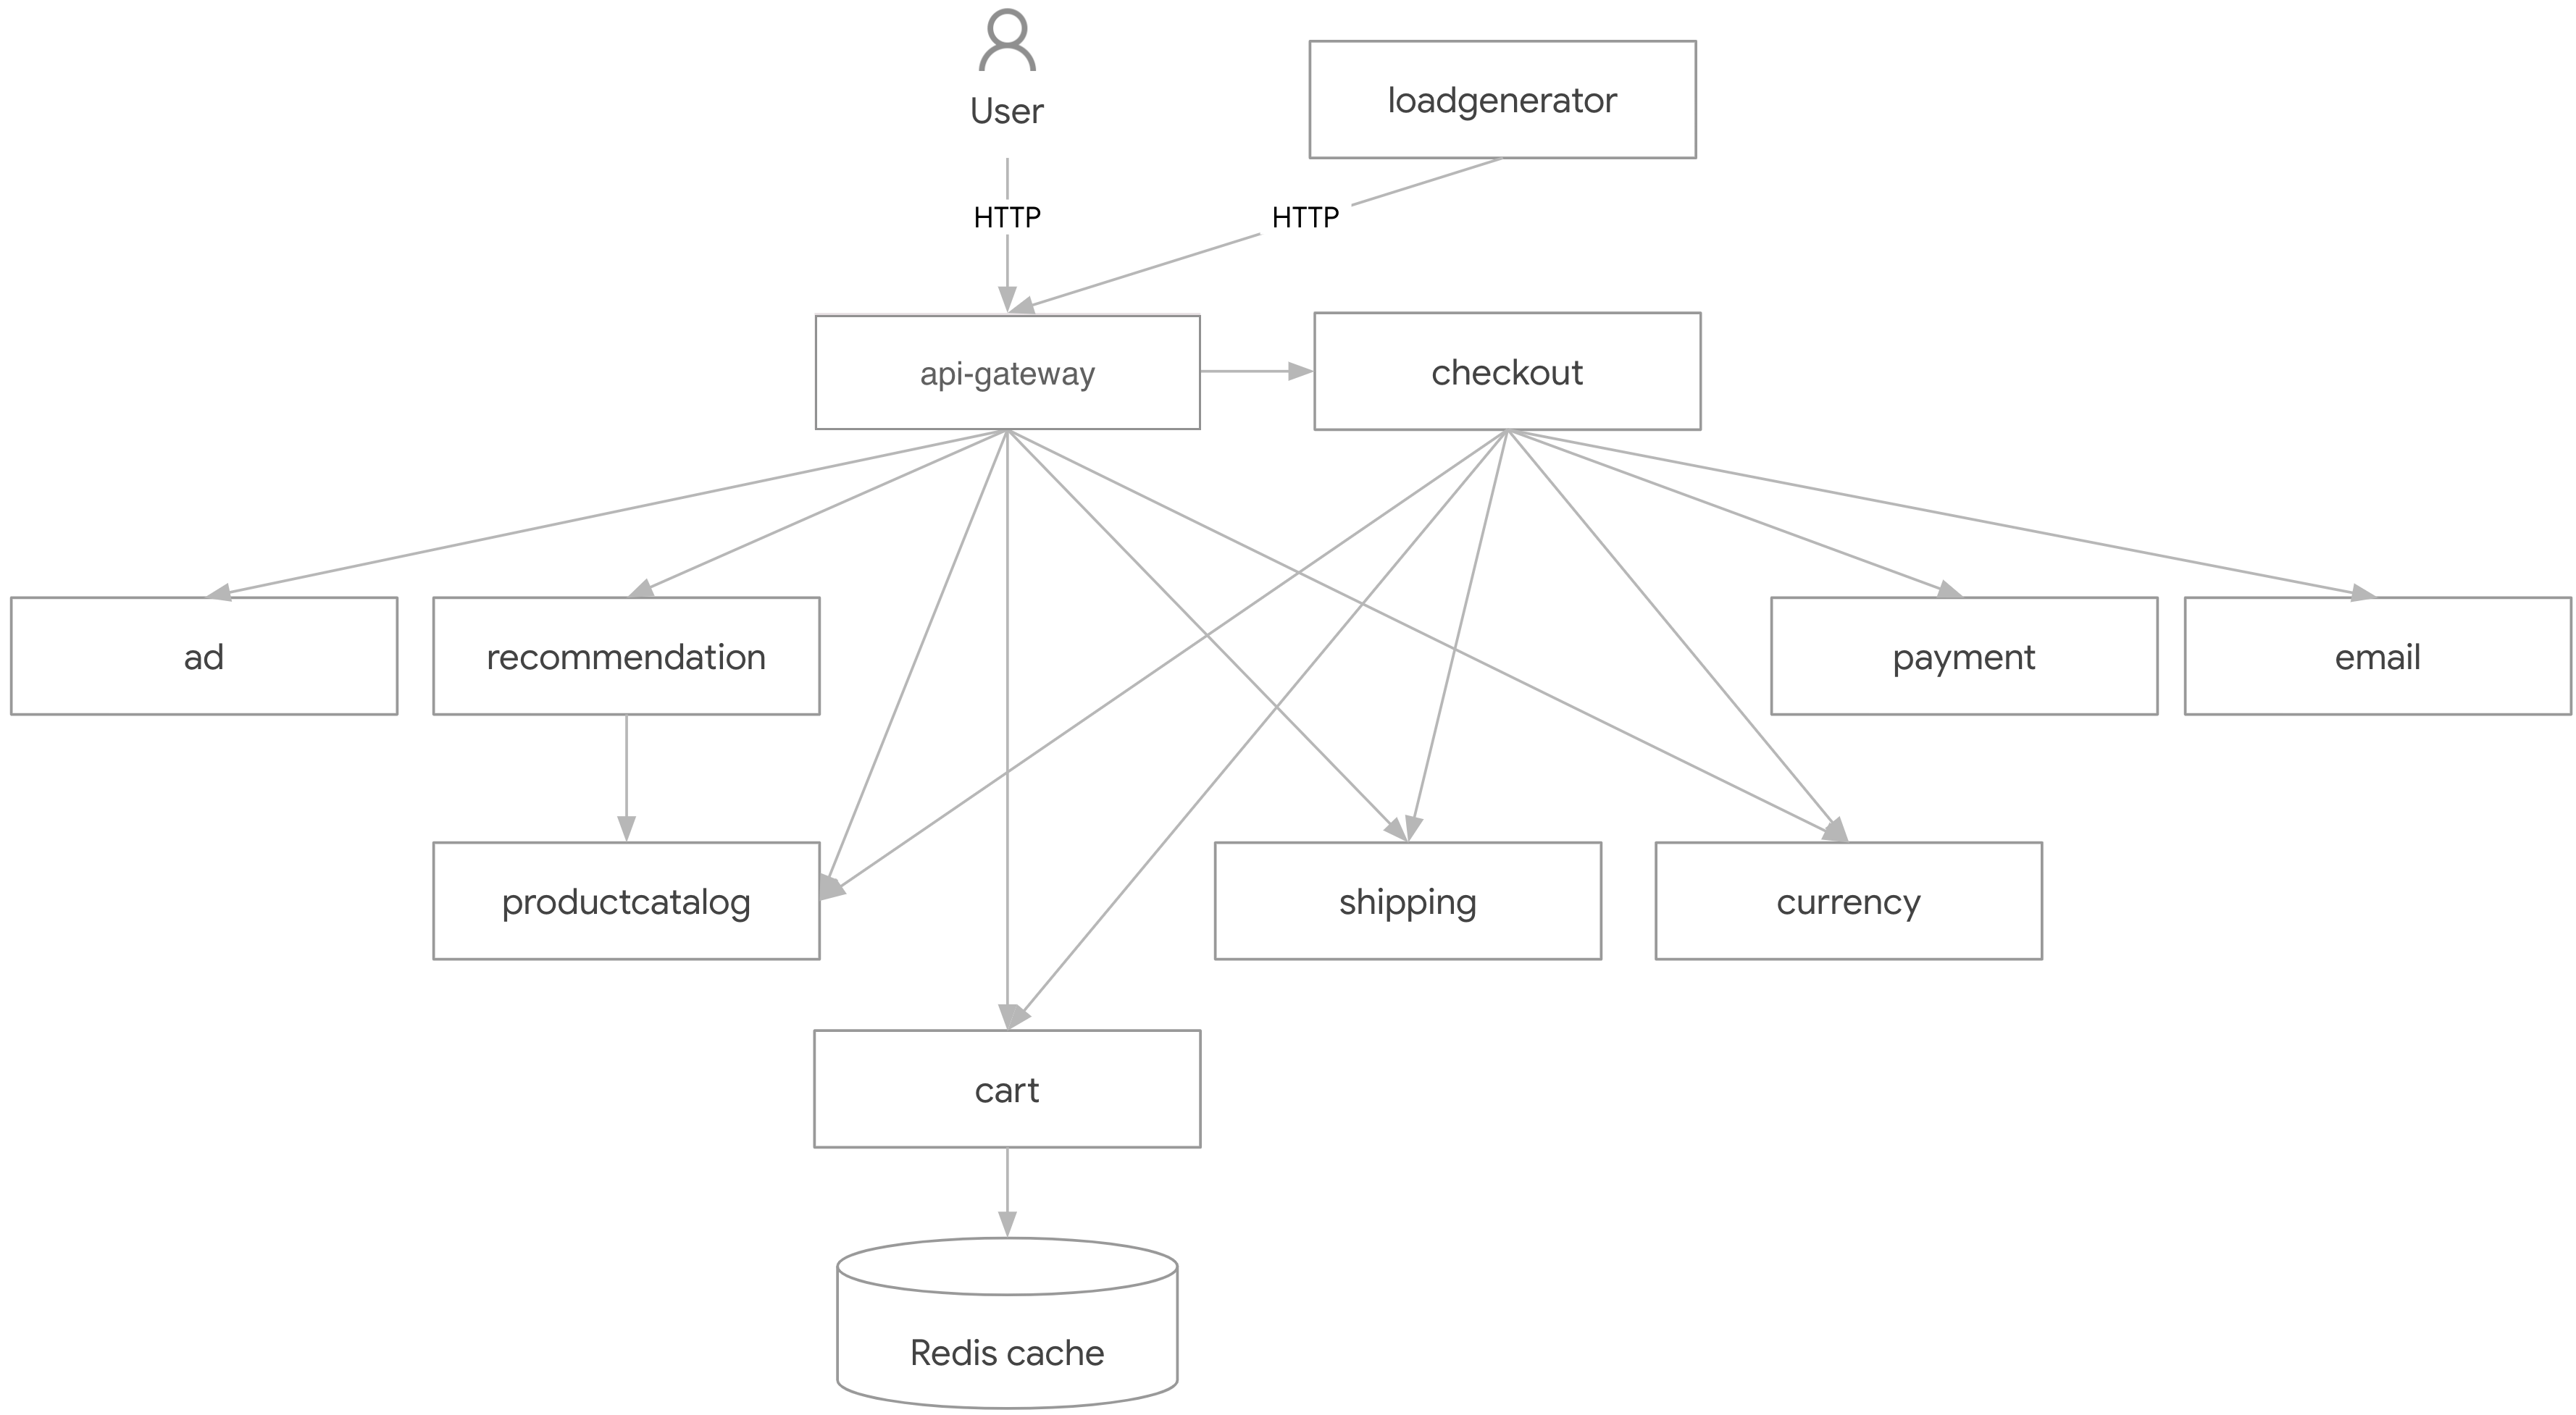 User
loadgenerator
HTTP
HTTP
api-gateway
checkout
ad
recommendation
payment
email
productcatalog
shipping
currency
cart
Redis cache